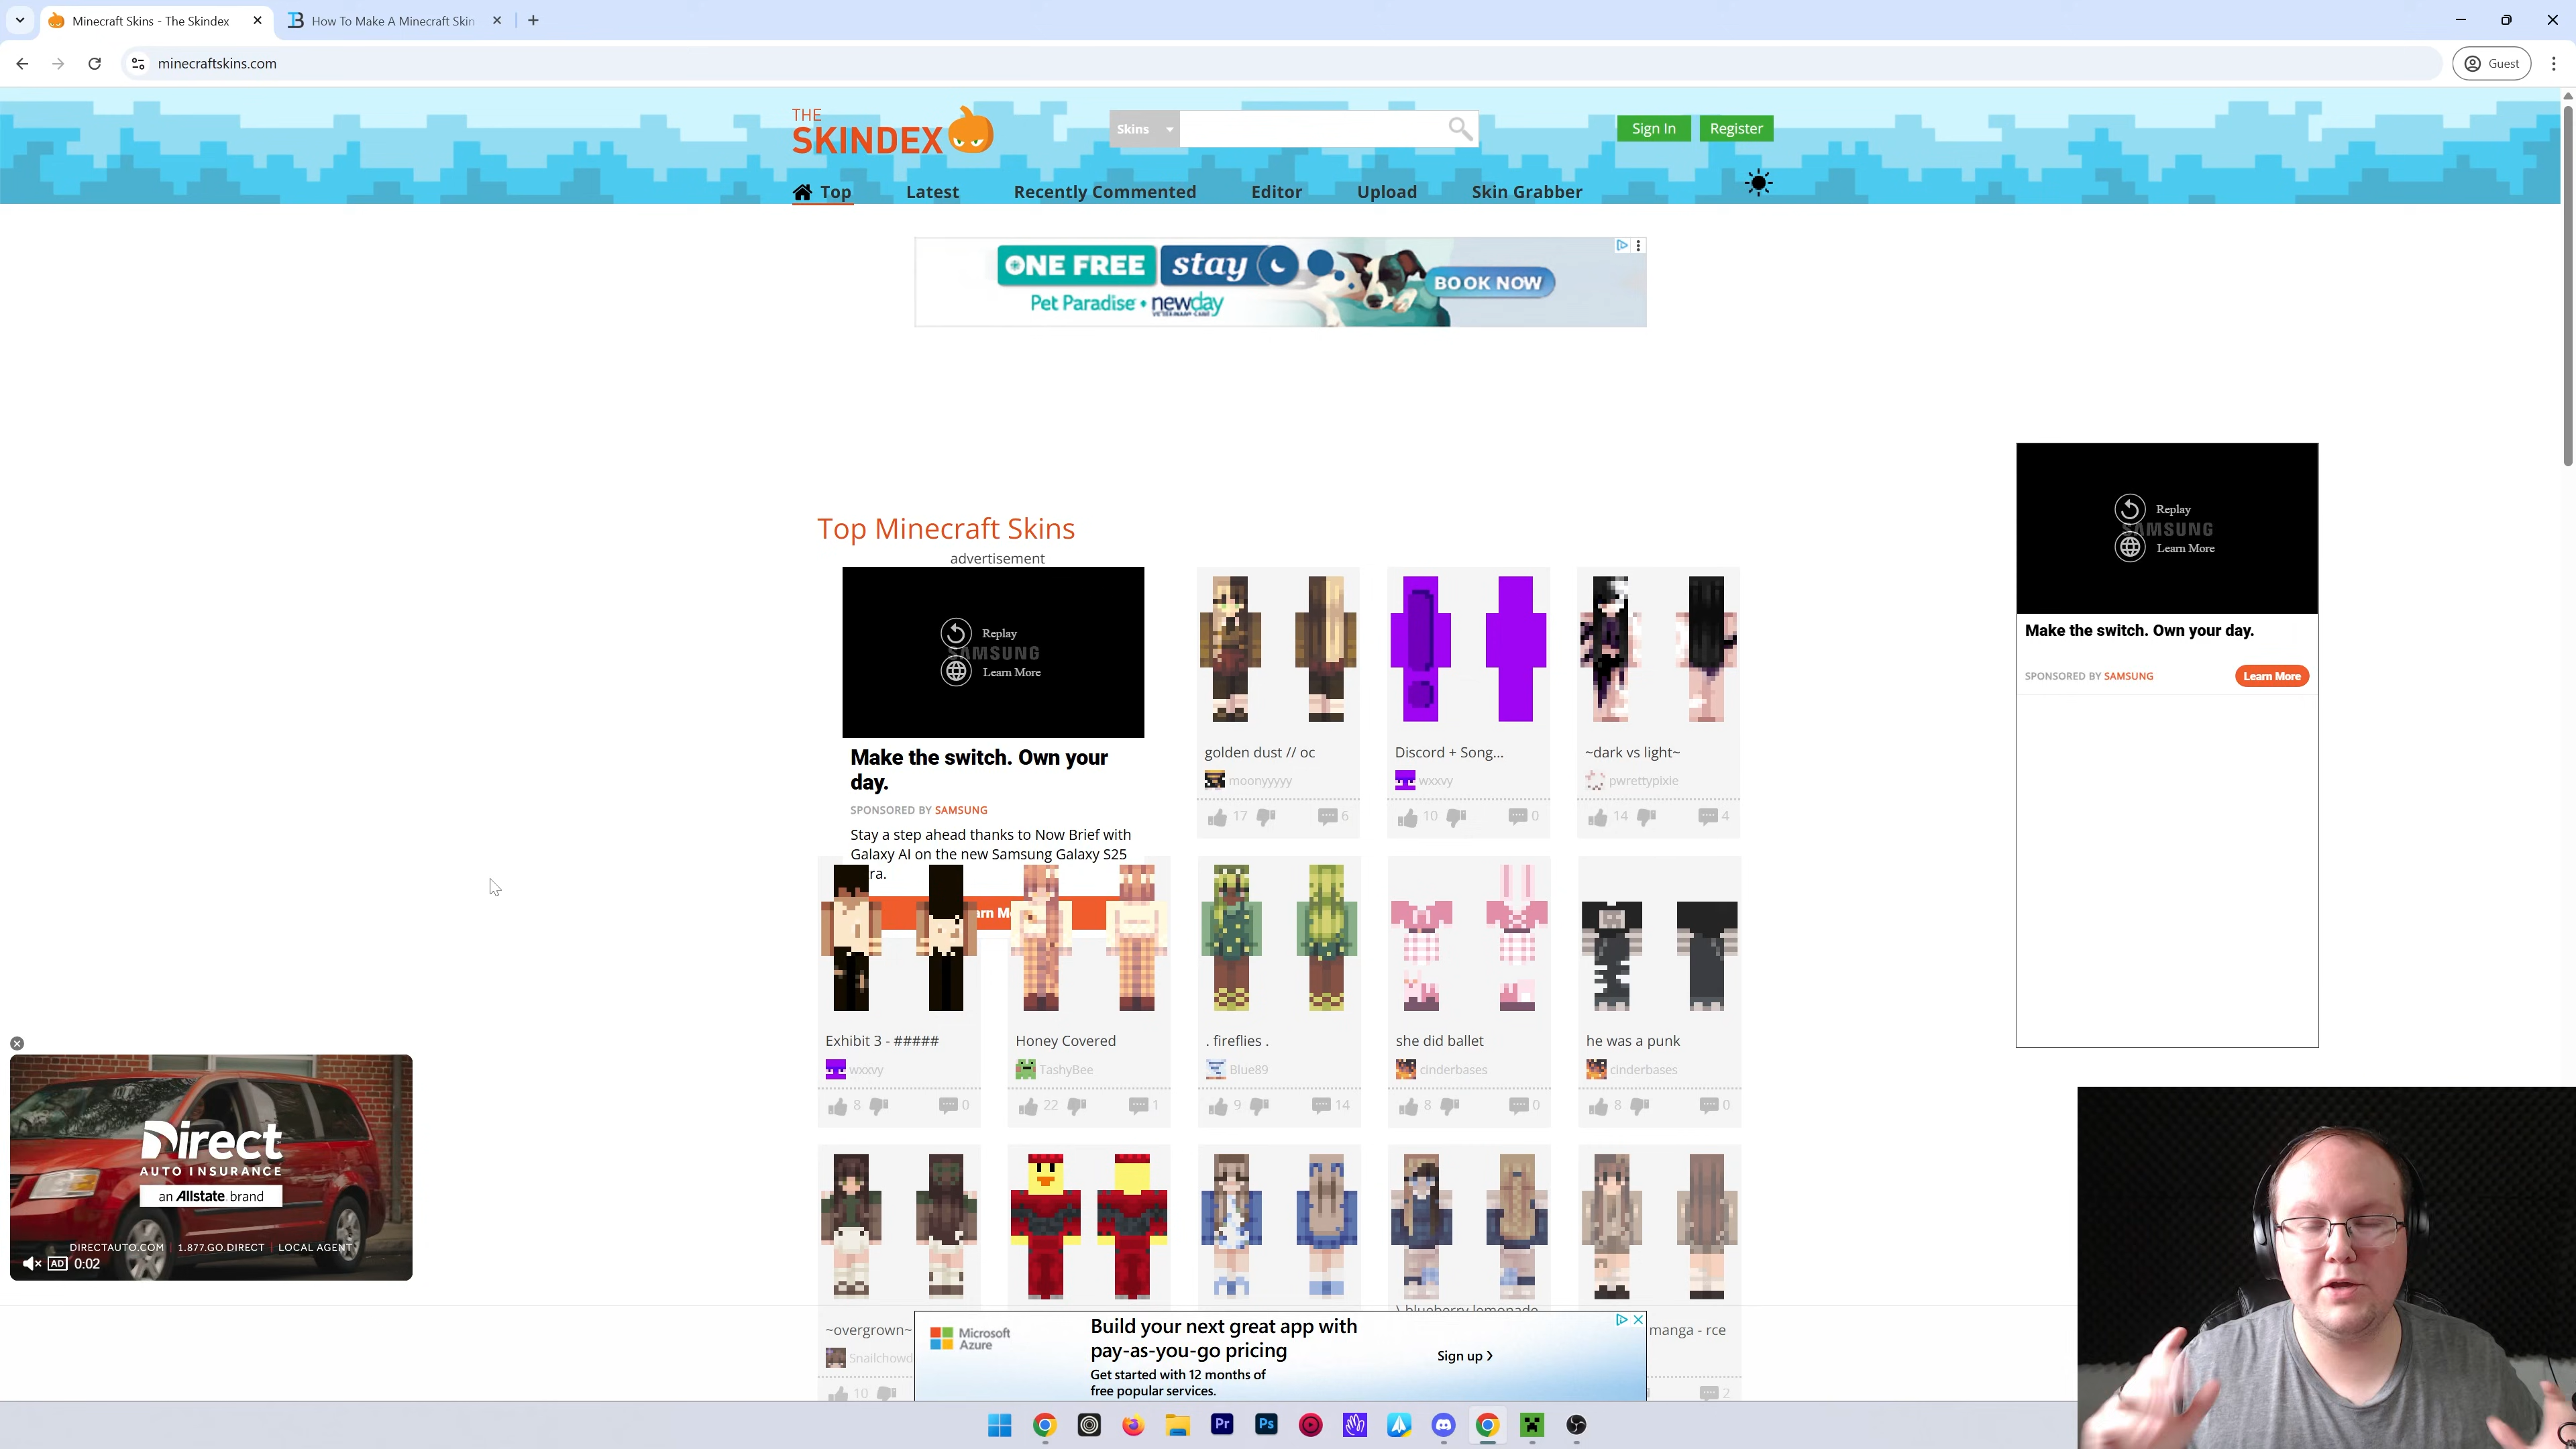 Minecraft Skins - The Skindex
How To Make A Minecraft Skin
minecraftskins.com
Guest
THE
SKINDEX
Skins
Sign In
Register
Top
Latest
Recently Commented
Editor
Upload
Skin Grabber
ONE FREE stay
BOOK NOW
Pet Paradise • newday
VETERINARY CARE
Top Minecraft Skins
advertisement
Replay
SAMSUNG
Learn More
Make the switch. Own your
day.
SPONSORED BY SAMSUNG
Stay a step ahead thanks to Now Brief with
Galaxy AI on the new Samsung Galaxy S25
ra.
golden dust // oc
moonyyyyy
17
6
Discord + Song...
wxxvy
10
0
~dark vs light~
pwrettypixie
14
4
Replay
SAMSUNG
Learn More
Make the switch. Own your day.
SPONSORED BY SAMSUNG
Learn More
Exhibit 3 - #####
wxxvy
8
0
Honey Covered
TashyBee
22
1
. fireflies .
Blue89
9
14
she did ballet
cinderbases
8
0
he was a punk
cinderbases
8
0
Direct
AUTO INSURANCE
an Allstate brand
DIRECTAUTO.COM | 1.877.GO.DIRECT | LOCAL AGENT
AD 0:02
~overgrown~
Snailchowd
10
\ blueberry lemonade
manga - rce
2
Microsoft
Azure
Build your next great app with
pay-as-you-go pricing
Get started with 12 months of
free popular services.
Sign up
Pr
Ps